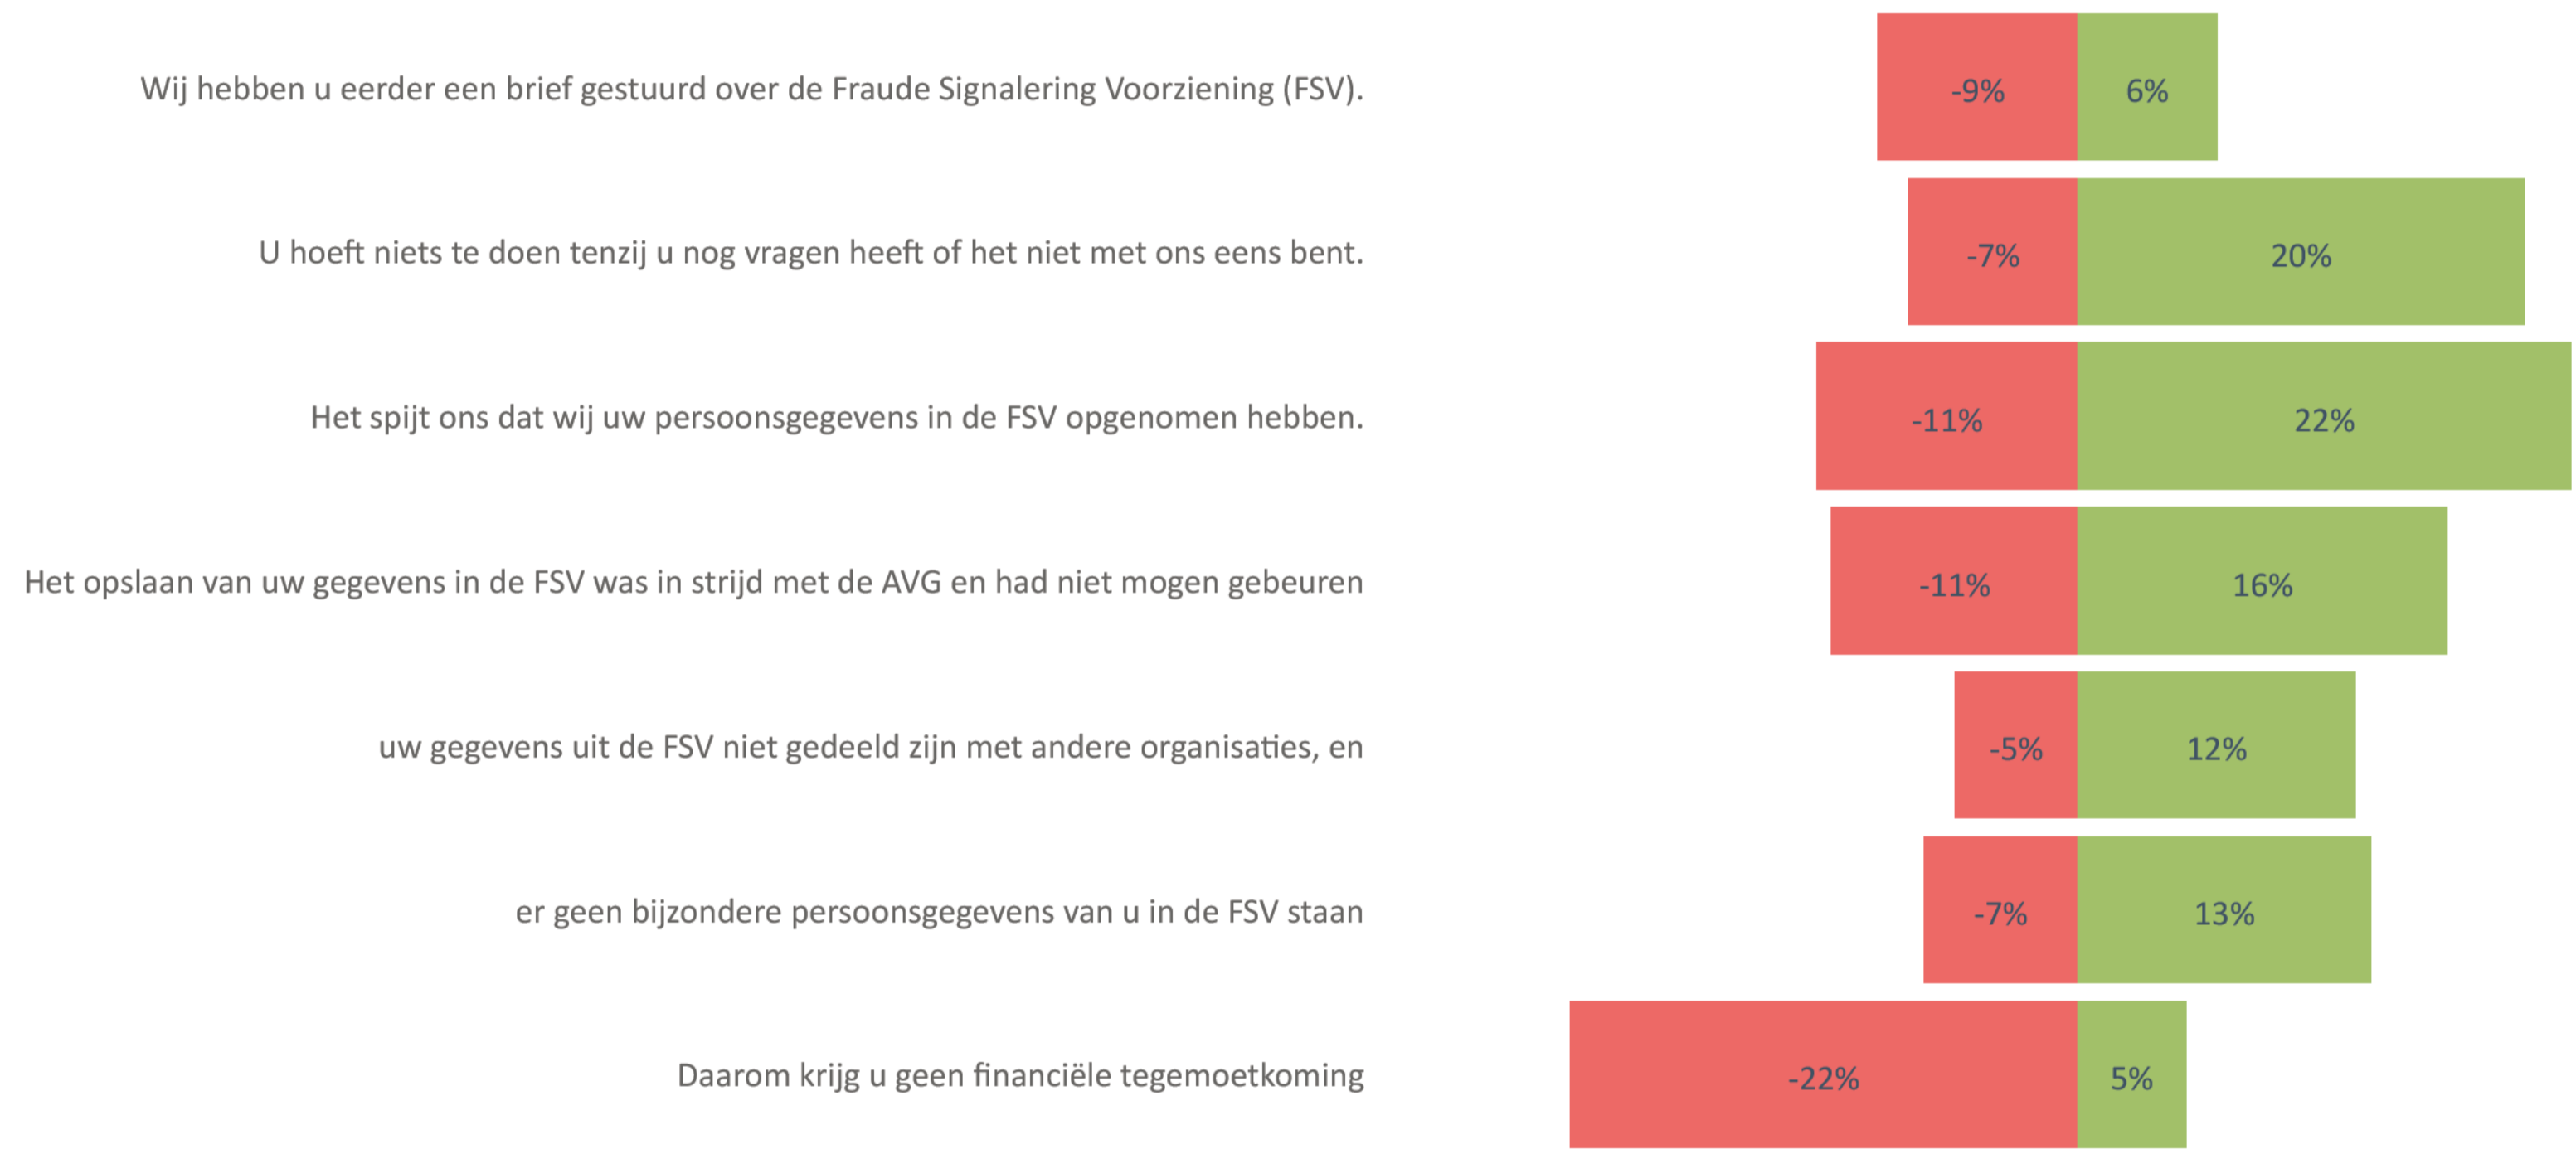 Wij hebben u eerder een brief gestuurd over de Fraude Signalering Voorziening (FSV). -9% 6%
U hoeft niets te doen tenzij u nog vragen heeft of het niet met ons eens bent. -7% 20%
Het spijt ons dat wij uw persoonsgegevens in de FSV opgenomen hebben. -11% 22%
Het opslaan van uw gegevens in de FSV was in strijd met de AVG en had niet mogen gebeuren -11% 16%
uw gegevens uit de FSV niet gedeeld zijn met andere organisaties, en -5% 12%
er geen bijzondere persoonsgegevens van u in de FSV staan -7% 13%
Daarom krijg u geen financiële tegemoetkoming -22% 5%